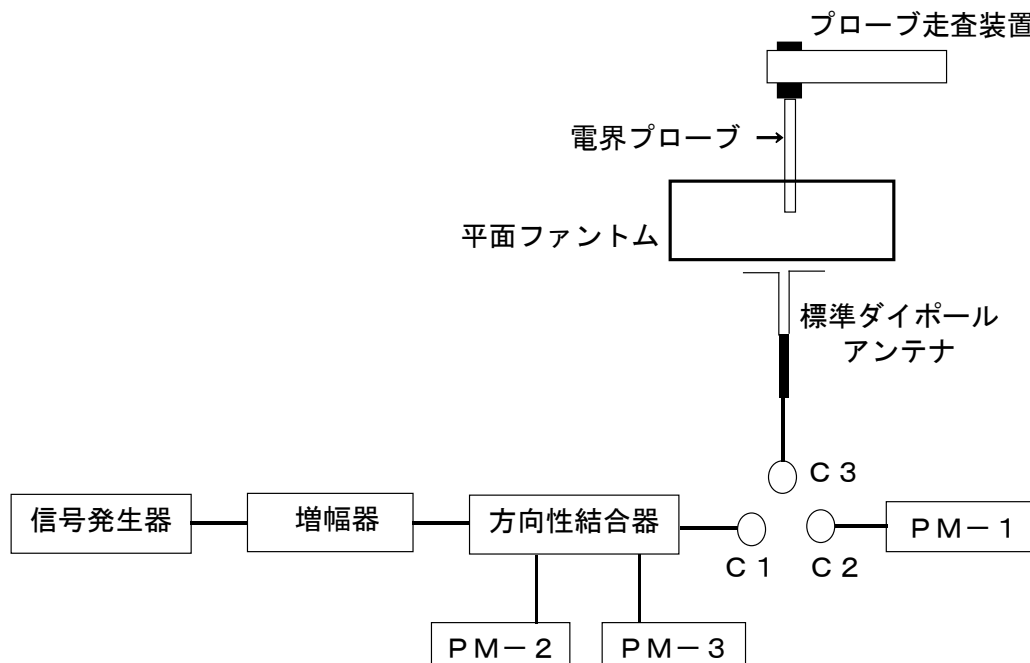 プローブ走査装置
電界プローブ →
平面ファントム
標準ダイポール
アンテナ
C3
信号発生器
増幅器
方向性結合器
PM-1
C1
C2
PM-2
PM-3